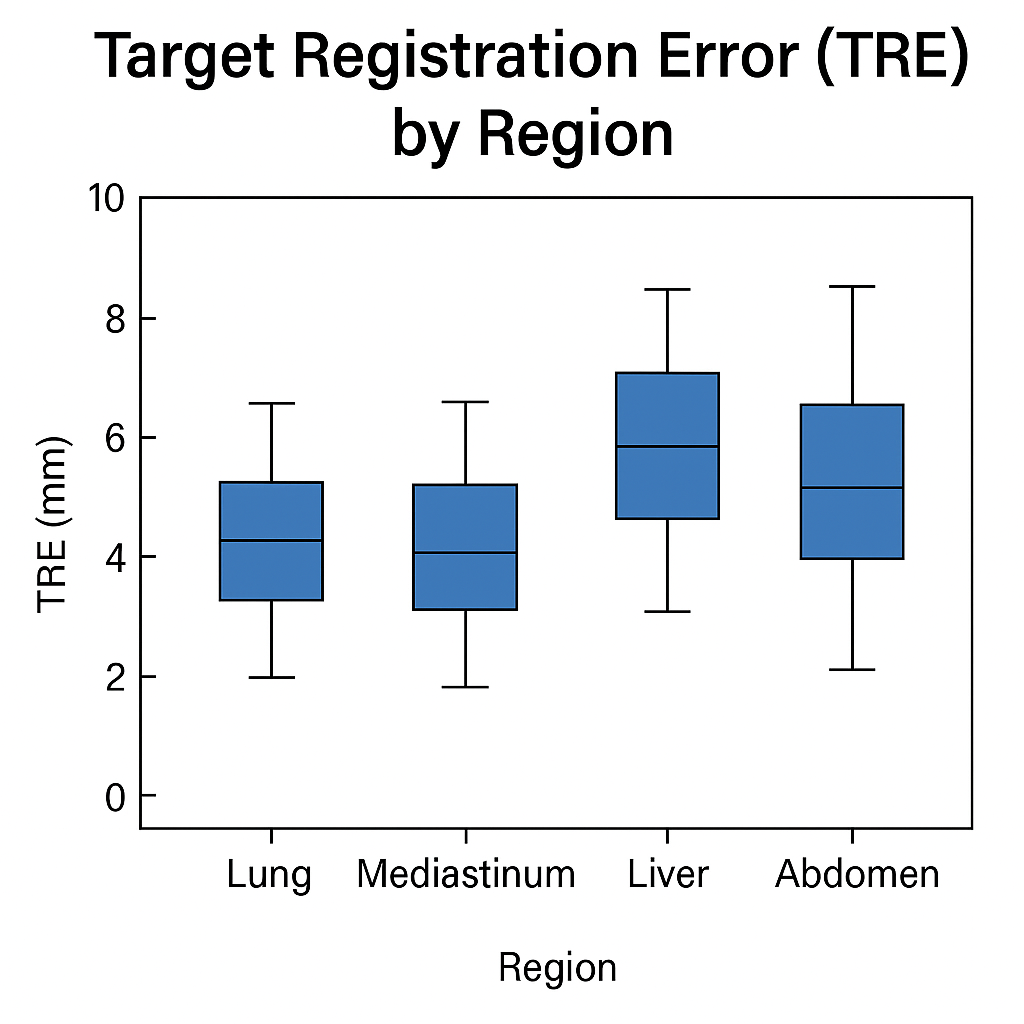 Target Registration Error (TRE)
by Region
10
8
6
4
2
0
TRE (mm)
Lung Mediastinum Liver Abdomen
Region